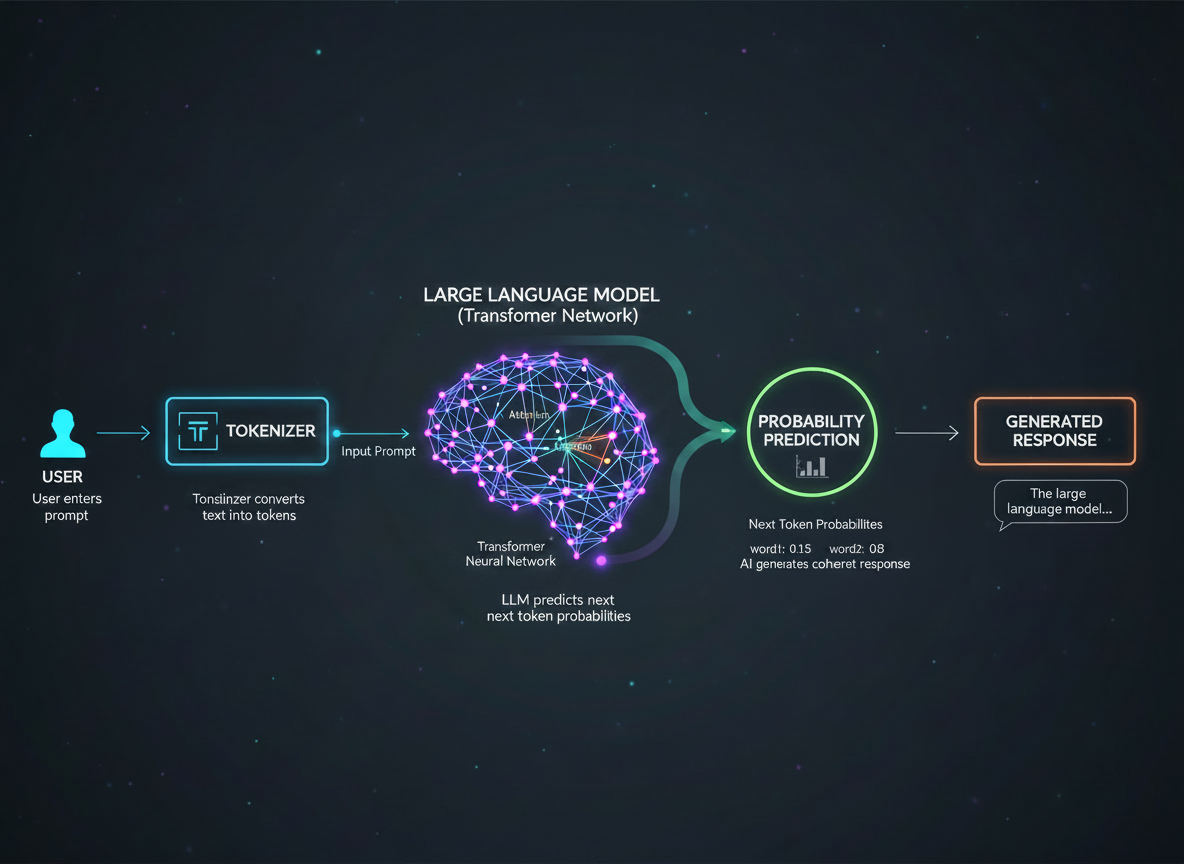 LARGE LANGUAGE MODEL
(Transfomer Network)
USER
User enters
prompt
TOKENIZER
Tonslinzer converts
text into tokens
Input Prompt
Transformer
Neural Network
LLM predicts next
next token probabilities
PROBABILITY
PREDICTION
Next Token Probabilites
word1: 0.15 word2: 08
AI generates coheret response
GENERATED
RESPONSE
The large
language model...